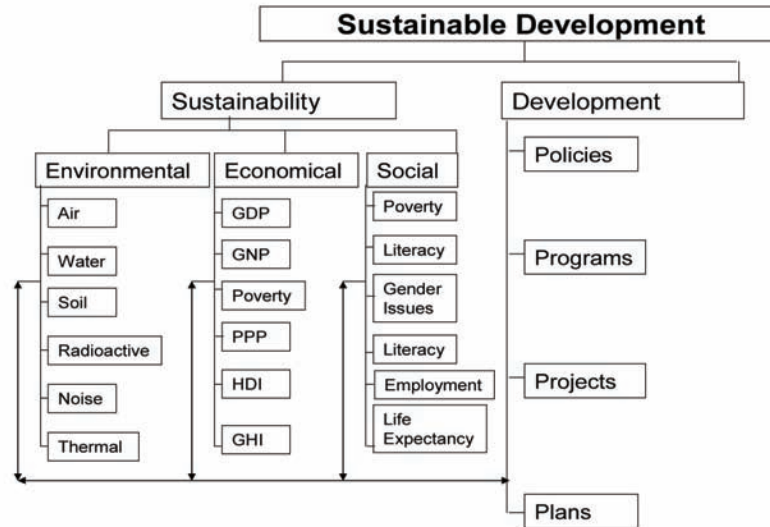 Sustainable Development
Sustainability
Development
Environmental
Economical
Social
Air
Water
Soil
Radioactive
Noise
Thermal
GDP
GNP
Poverty
PPP
HDI
GHI
Poverty
Literacy
Gender
Issues
Literacy
Employment
Life
Expectancy
Policies
Programs
Projects
Plans